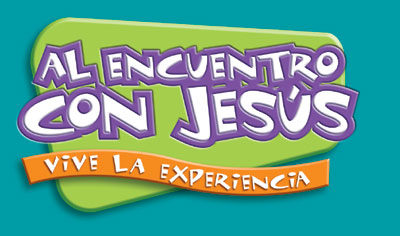 AL ENCUENTRO
CON JESÚS
VIVE LA EXPERIENCIA